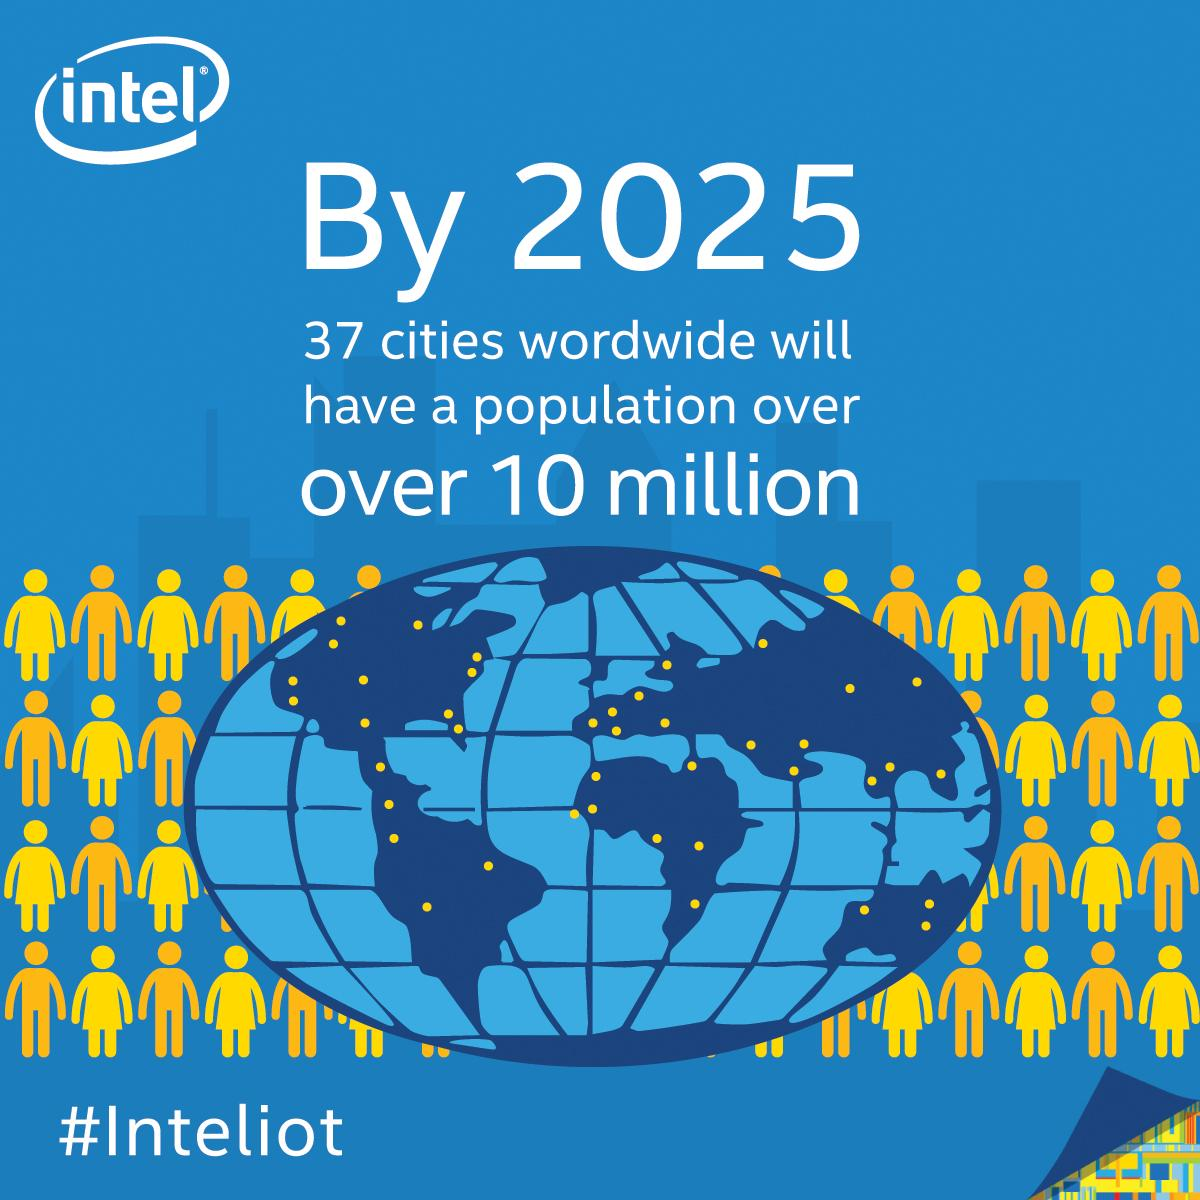 intel®
By 2025
37 cities wordwide will
have a population over
over 10 million
#Inteliot